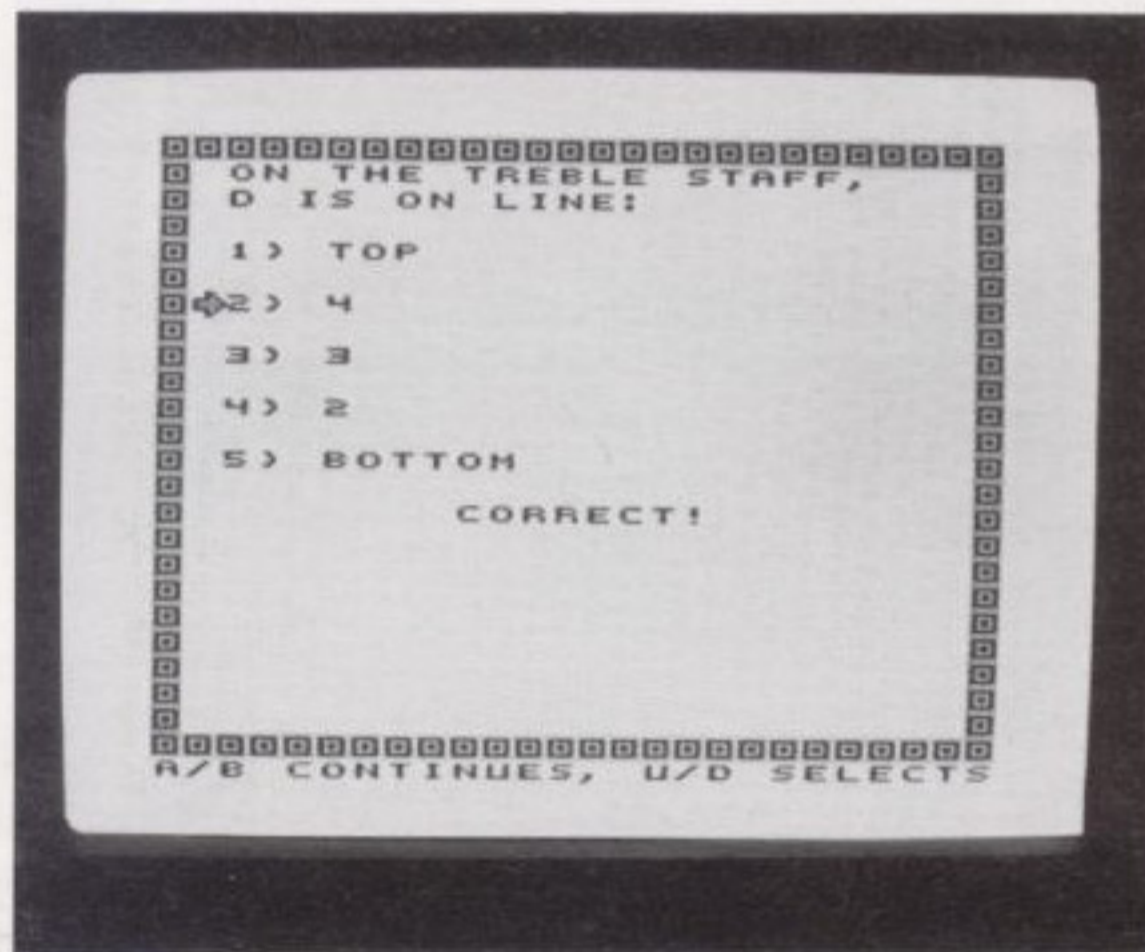 ON THE TREBLE STAFF,
D IS ON LINE:
1) TOP
2) 4
3) 3
4) 2
5) BOTTOM
CORRECT!
A/B CONTINUES, U/D SELECTS